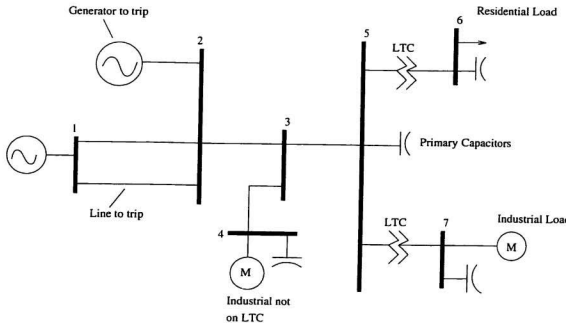 Generator to trip
2
5
6
Residential Load
LTC
1
3
Primary Capacitors
Line to trip
4
LTC
7
Industrial Load
M
M
Industrial not
on LTC